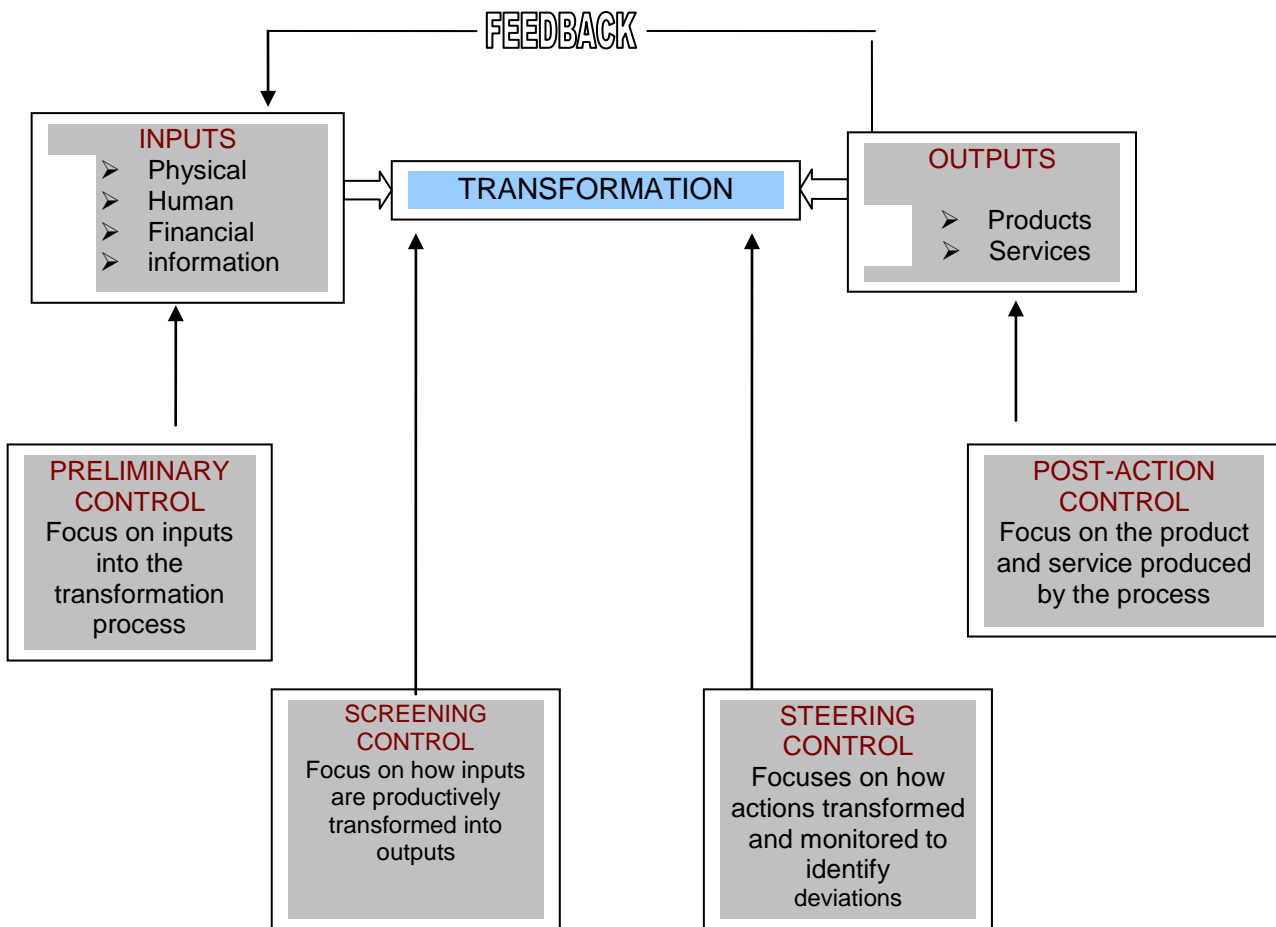 FEEDBACK
INPUTS
➢ Physical
➢ Human
➢ Financial
➢ information
TRANSFORMATION
OUTPUTS
➢ Products
➢ Services
PRELIMINARY
CONTROL
Focus on inputs
into the
transformation
process
SCREENING
CONTROL
Focus on how inputs
are productively
transformed into
outputs
STEERING
CONTROL
Focuses on how
actions transformed
and monitored to
identify
deviations
POST-ACTION
CONTROL
Focus on the product
and service produced
by the process